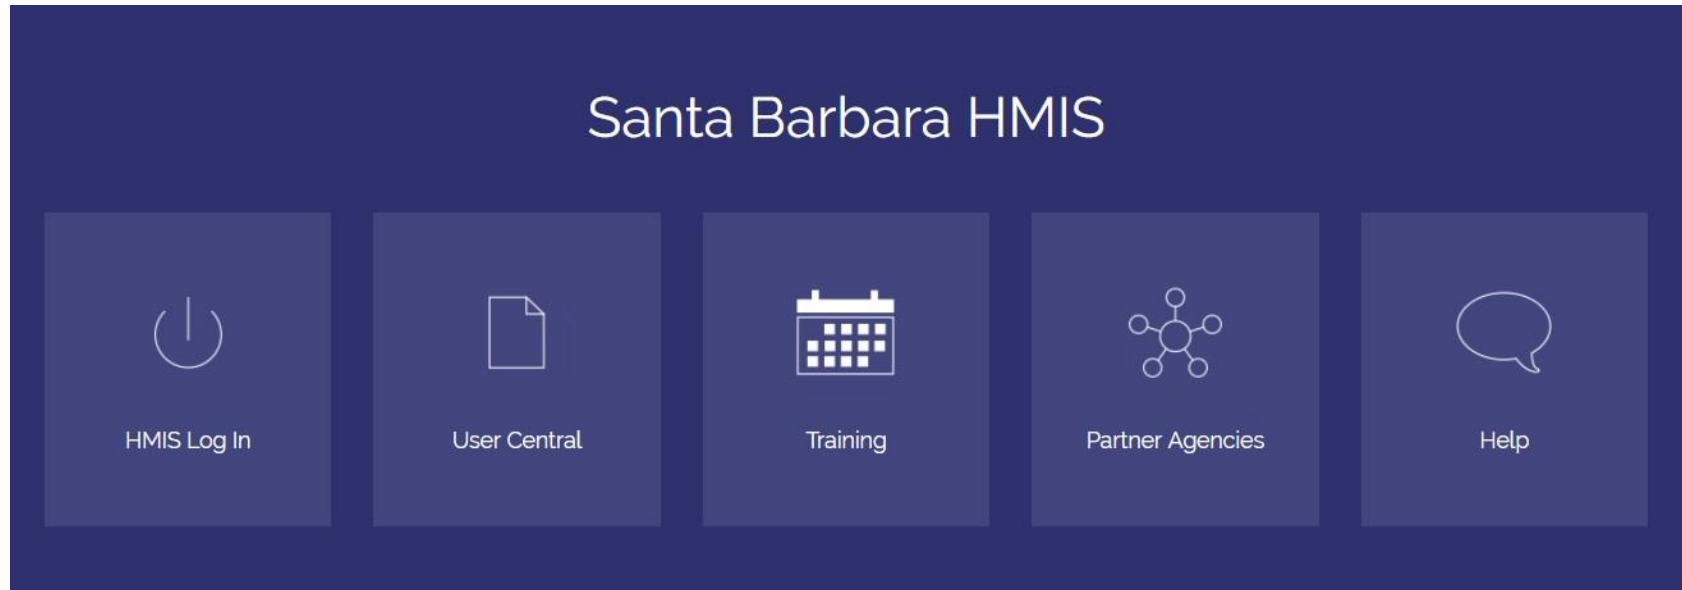 Santa Barbara HMIS
HMIS Log In
User Central
Training
Partner Agencies
Help